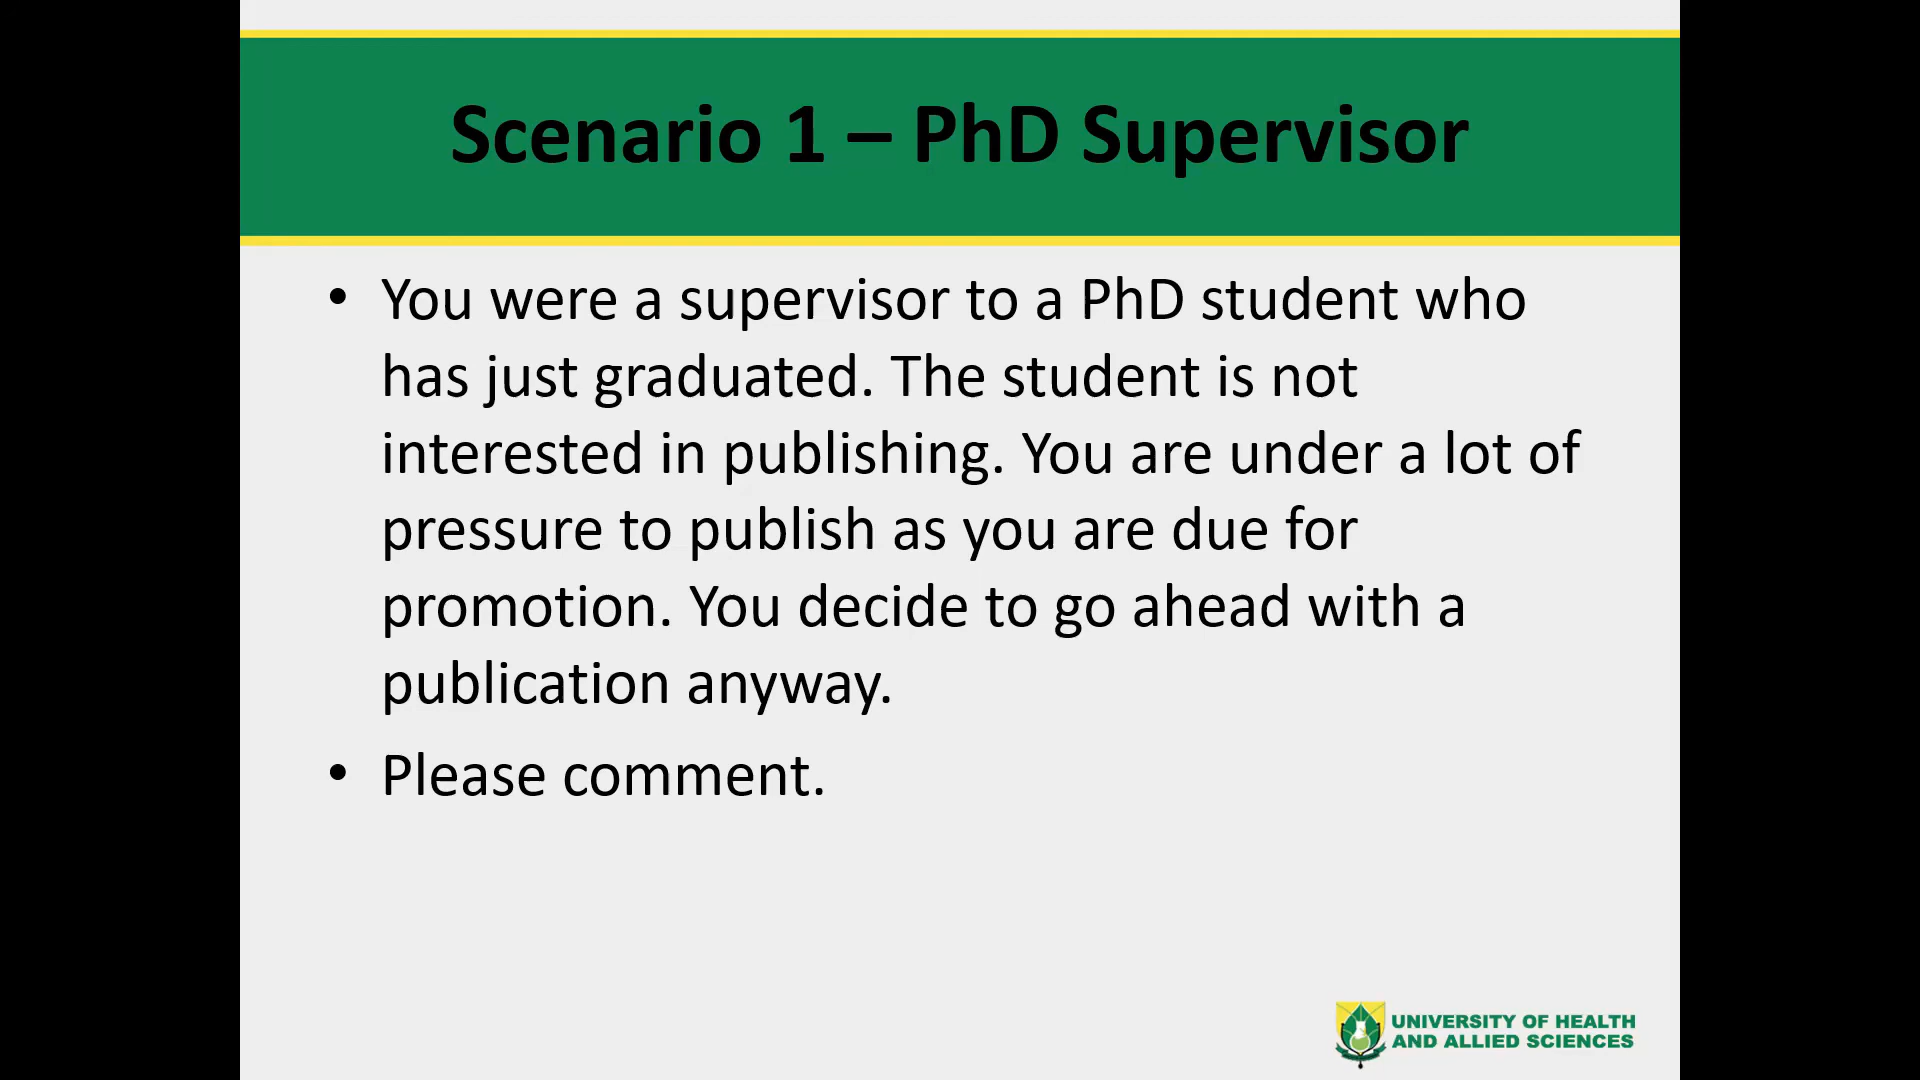 Scenario 1 – PhD Supervisor
• You were a supervisor to a PhD student who
has just graduated. The student is not
interested in publishing. You are under a lot of
pressure to publish as you are due for
promotion. You decide to go ahead with a
publication anyway.
• Please comment.
UNIVERSITY OF HEALTH
AND ALLIED SCIENCES